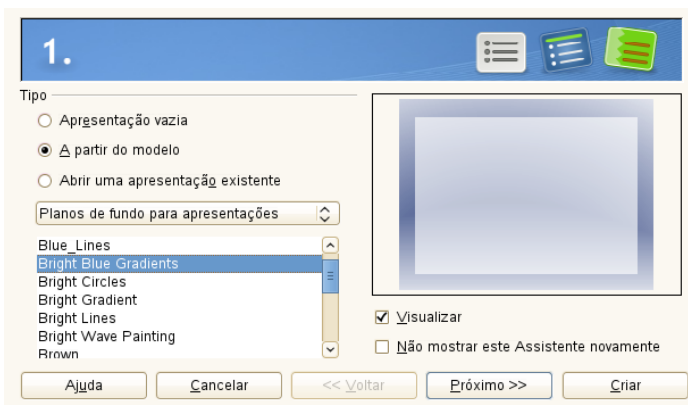 1.
Tipo
Apresentação vazia
A partir do modelo
Abrir uma apresentação existente
Planos de fundo para apresentações
Blue_Lines
Bright Blue Gradients
Bright Circles
Bright Gradient
Bright Lines
Bright Wave Painting
Brown
Visualizar
Não mostrar este Assistente novamente
Ajuda
Cancelar
<< Voltar
Próximo >>
Criar